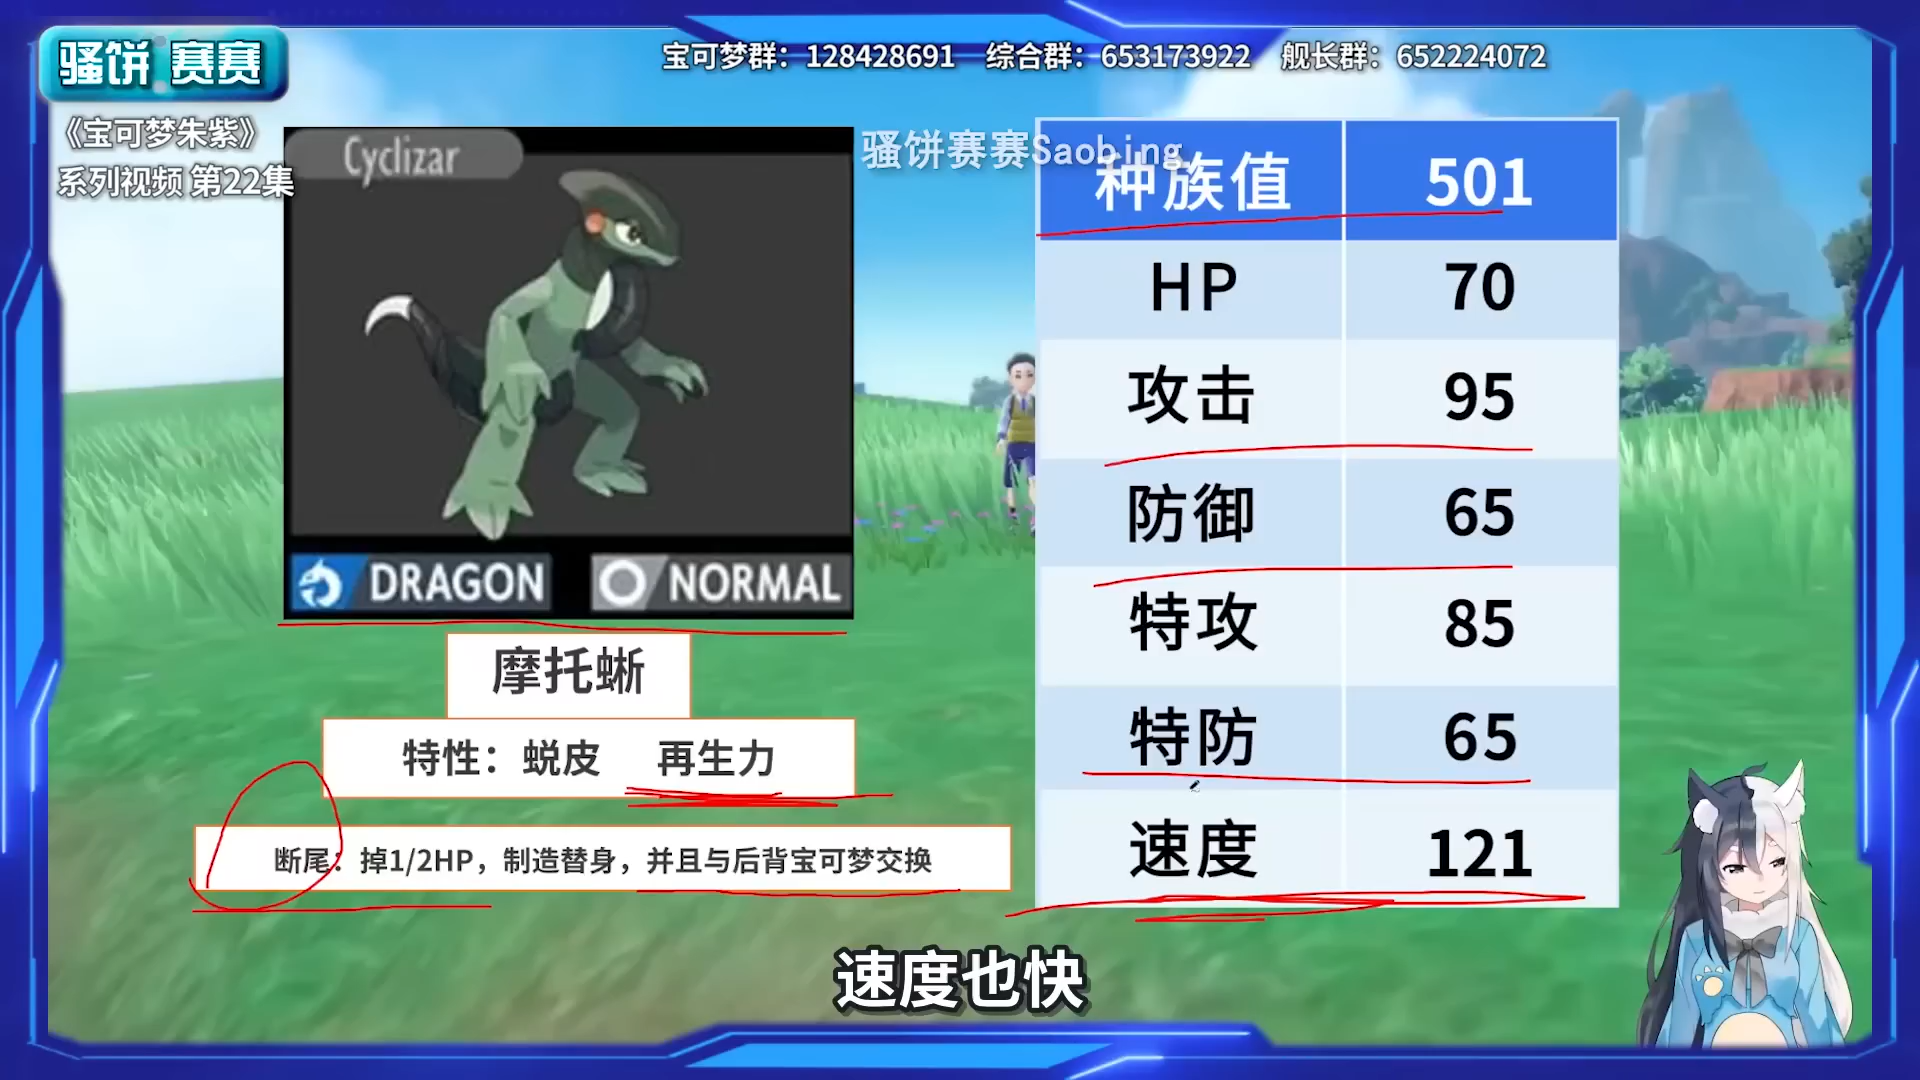 骚饼 赛赛
宝可梦群：128428691 综合群：653173922 舰长群：652224072
《宝可梦朱紫》
系列视频 第22集
Cyclizar
骚饼赛赛Saobing
DRAGON NORMAL
摩托蜥
特性：蜕皮 再生力
断尾：掉1/2HP，制造替身，并且与后背宝可梦交换
种族值 501
HP 70
攻击 95
防御 65
特攻 85
特防 65
速度 121
速度也快